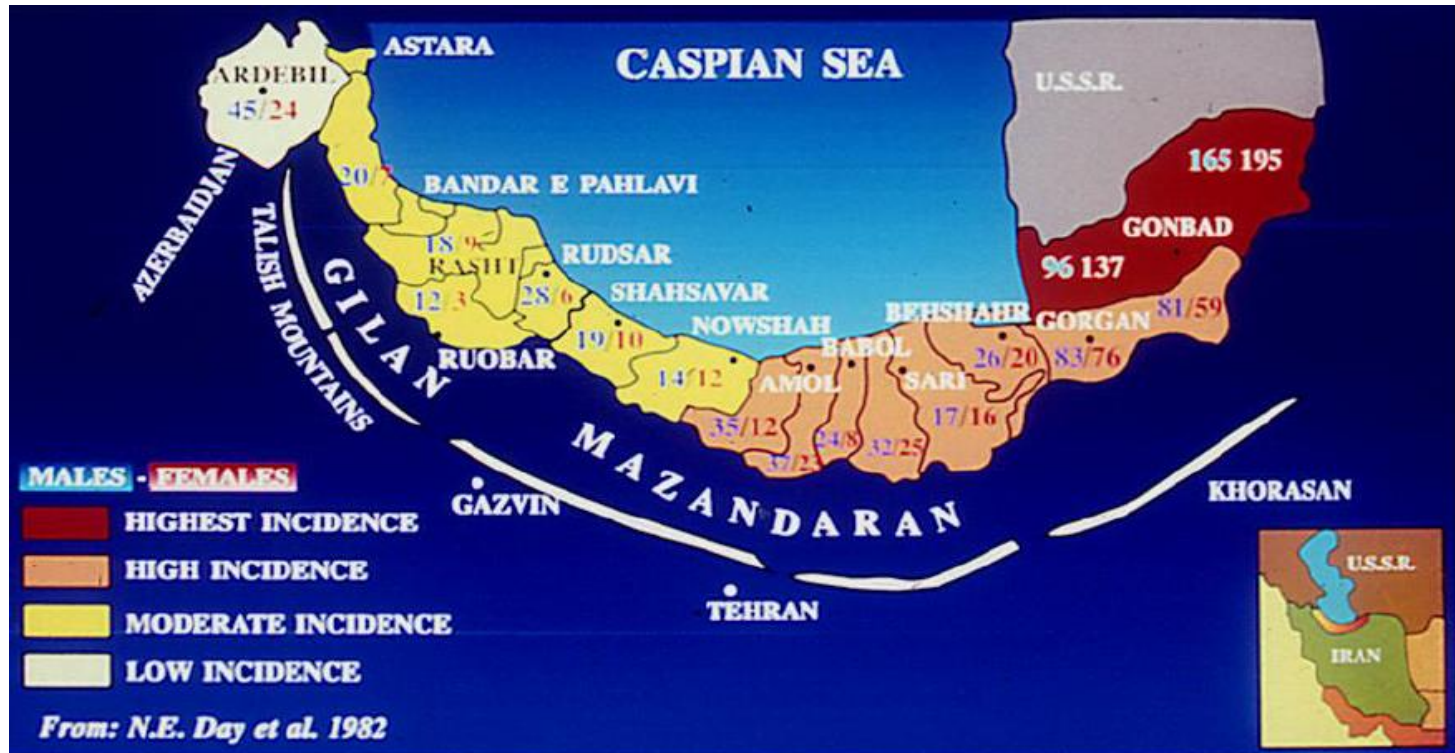 ASTARA
CASPIAN SEA
U.S.S.R.
ARDEBIL
45/24
165 195
20/7
BANDAR E PAHLAVI
AZERBAIDJAN
TALISH MOUNTAINS
GILAN
GONBAD
18/9
RASHT
RUDSAR
96 137
12/3
28/6
SHAHSAVAR
81/59
BEHSHAHR
GORGAN
NOWSHAH
19/10
RUOBAR
BABOL
26/20
83/76
14/12
AMOL
SARI
35/12
24/8
17/16
37/23
32/25
MAZANDARAN
MALES - FEMALES
GAZVIN
KHORASAN
HIGHEST INCIDENCE
HIGH INCIDENCE
U.S.S.R.
TEHRAN
MODERATE INCIDENCE
IRAN
LOW INCIDENCE
From: N.E. Day et al. 1982